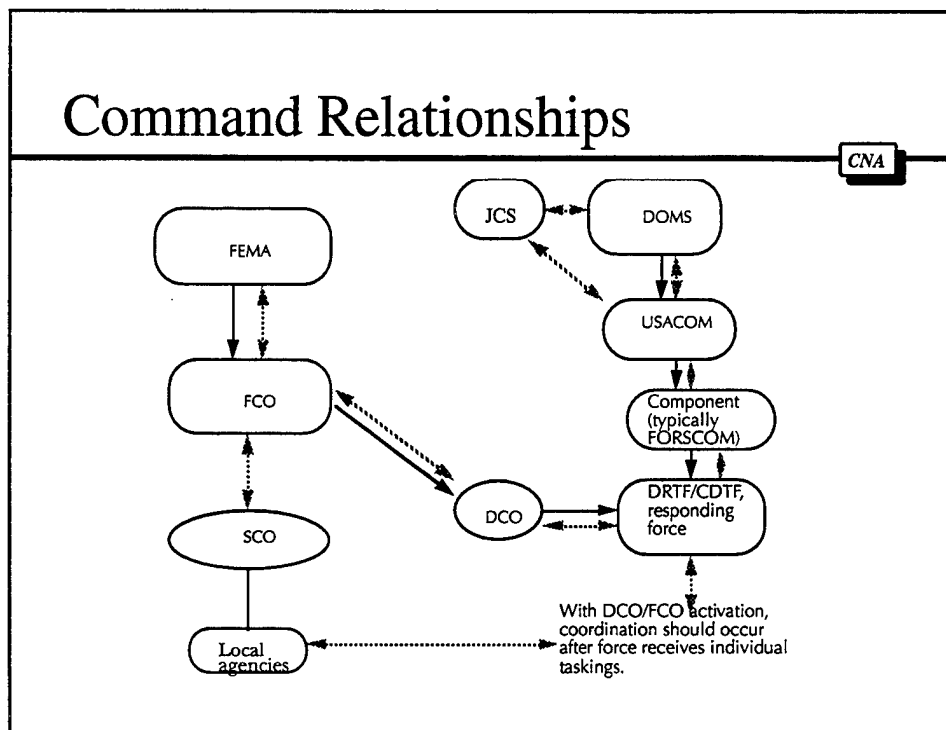 Command Relationships
CNA
JCS
DOMS
FEMA
USACOM
FCO
Component
(typically
FORSCOM)
DRTF/CDTF,
responding
force
DCO
SCO
With DCO/FCO activation,
coordination should occur
after force receives individual
taskings.
Local
agencies